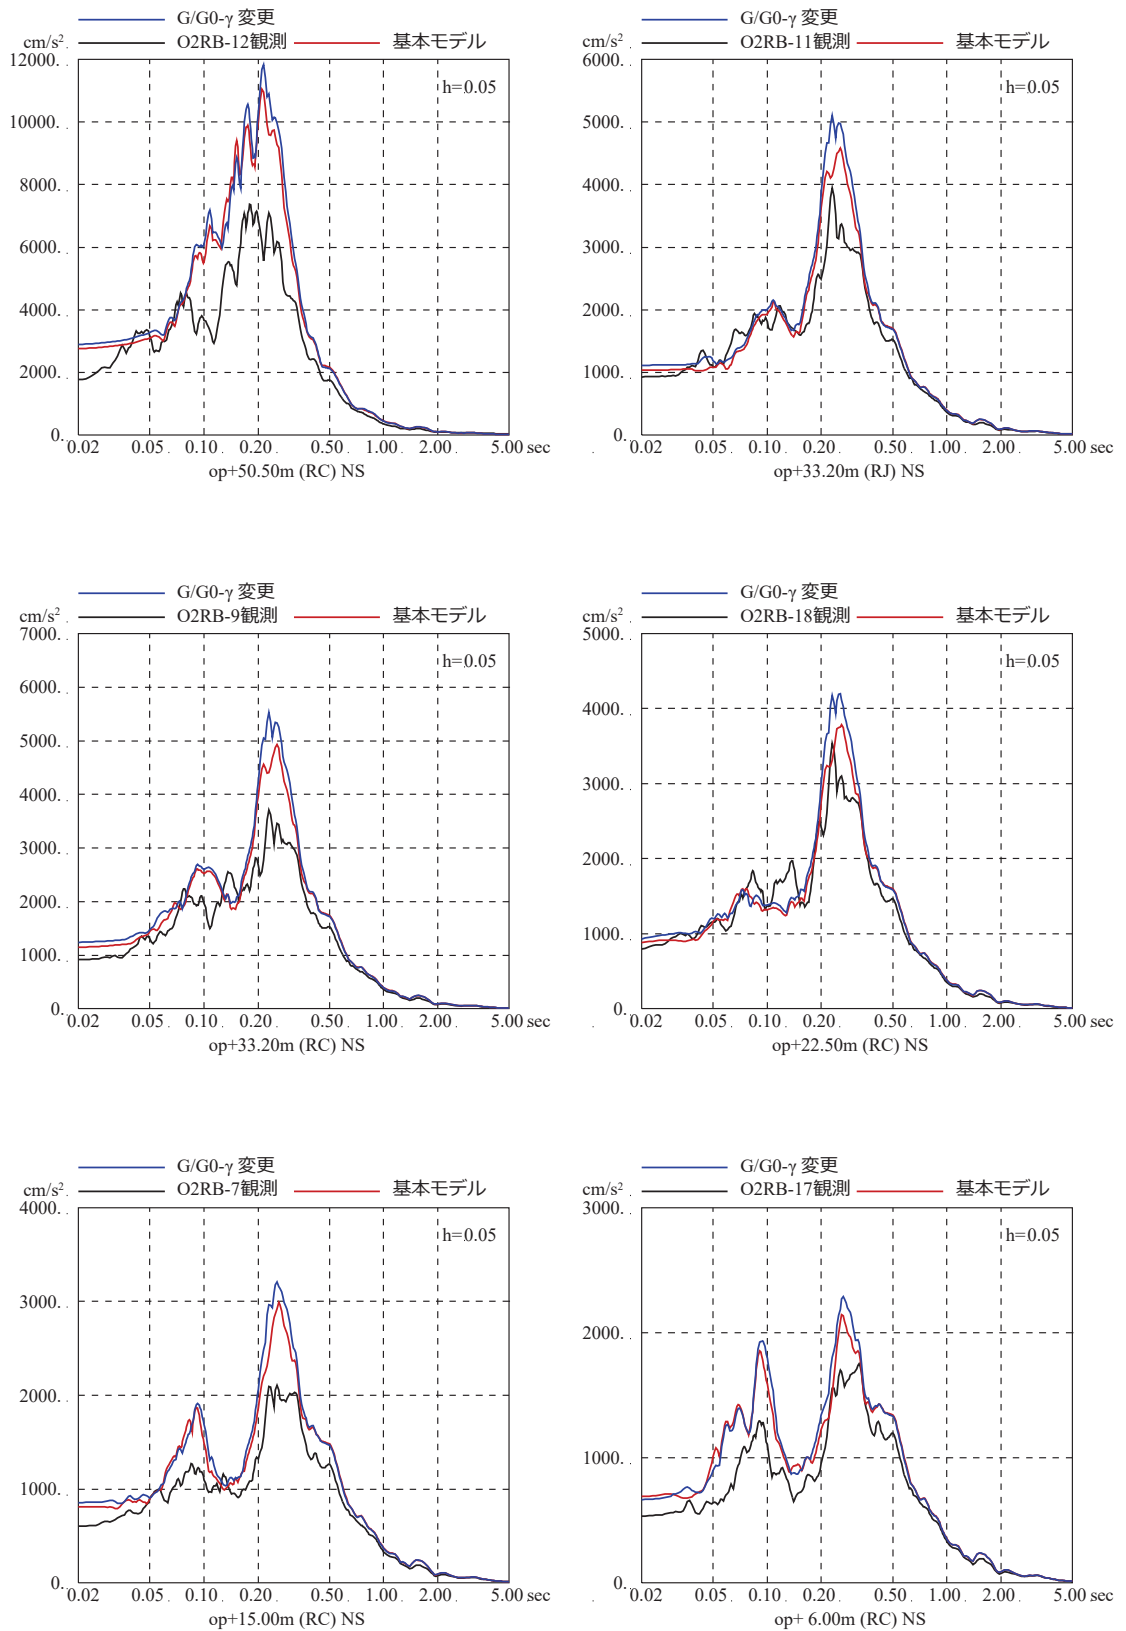 G/G0-γ 変更
cm/s² O2RB-12観測 基本モデル
12000.
h=0.05
10000.
8000.
6000.
4000.
2000.
0.
0.02 0.05 0.10 0.20 0.50 1.00 2.00 5.00 sec
op+50.50m (RC) NS
G/G0-γ 変更
cm/s² O2RB-11観測 基本モデル
6000.
h=0.05
5000.
4000.
3000.
2000.
1000.
0.
0.02 0.05 0.10 0.20 0.50 1.00 2.00 5.00 sec
op+33.20m (RJ) NS
G/G0-γ 変更
cm/s² O2RB-9観測 基本モデル
7000.
h=0.05
6000.
5000.
4000.
3000.
2000.
1000.
0.
0.02 0.05 0.10 0.20 0.50 1.00 2.00 5.00 sec
op+33.20m (RC) NS
G/G0-γ 変更
cm/s² O2RB-18観測 基本モデル
5000.
h=0.05
4000.
3000.
2000.
1000.
0.
0.02 0.05 0.10 0.20 0.50 1.00 2.00 5.00 sec
op+22.50m (RC) NS
G/G0-γ 変更
cm/s² O2RB-7観測 基本モデル
4000.
h=0.05
3000.
2000.
1000.
0.
0.02 0.05 0.10 0.20 0.50 1.00 2.00 5.00 sec
op+15.00m (RC) NS
G/G0-γ 変更
cm/s² O2RB-17観測 基本モデル
3000.
h=0.05
2000.
1000.
0.
0.02 0.05 0.10 0.20 0.50 1.00 2.00 5.00 sec
op+ 6.00m (RC) NS